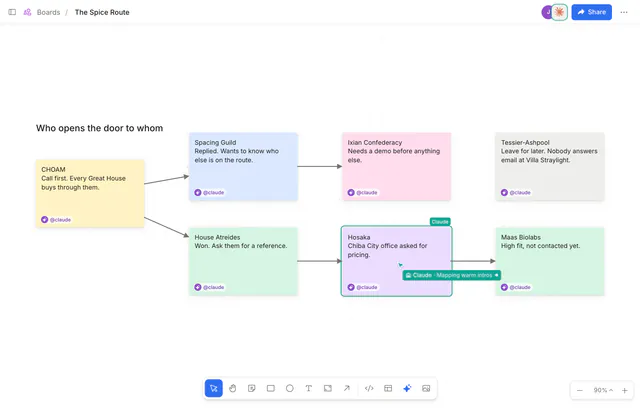 Boards / The Spice Route
J
Share
Who opens the door to whom
CHOAM
Call first. Every Great House
buys through them.
@claude
Spacing Guild
Replied. Wants to know who
else is on the route.
@claude
Ixian Confederacy
Needs a demo before anything
else.
@claude
Tessier-Ashpool
Leave for later. Nobody answers
email at Villa Straylight.
@claude
House Atreides
Won. Ask them for a reference.
@claude
Claude
Hosaka
Chiba City office asked for
pricing.
Claude · Mapping warm intros
@claude
Maas Biolabs
High fit, not contacted yet.
@claude
T
90%